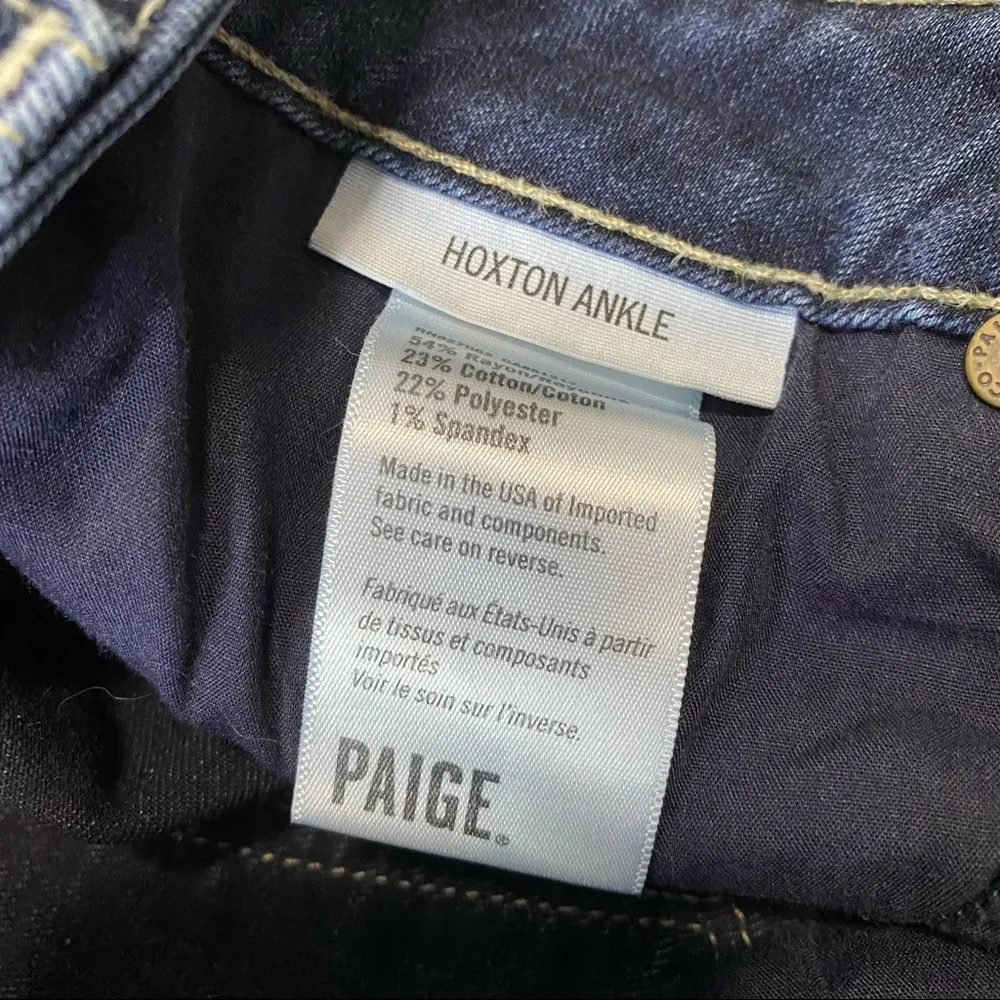 HOXTON ANKLE
54% Rayon
23% Cotton/Coton
22% Polyester
1% Spandex
Made in the USA of Imported
fabric and components.
See care on reverse.
Fabriqué aux États-Unis à partir
de tissus et composants
importés
Voir le soin sur l'inverse.
PAIGE®